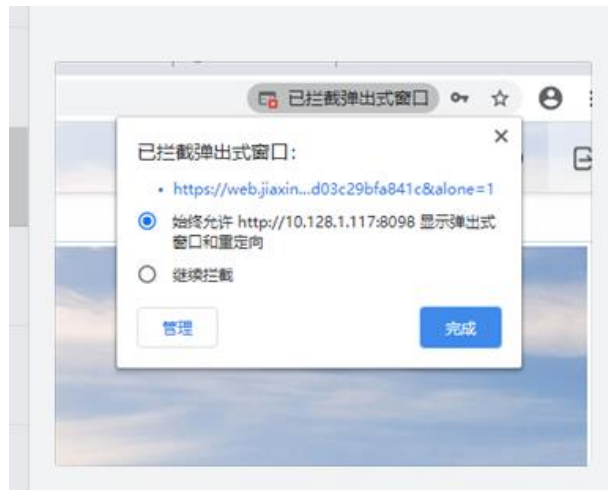 已拦截弹出式窗口
已拦截弹出式窗口：
https://web.jiaxin...d03c29bfa841c&alone=1
始终允许 http://10.128.1.117:8098 显示弹出式
窗口和重定向
继续拦截
管理
完成